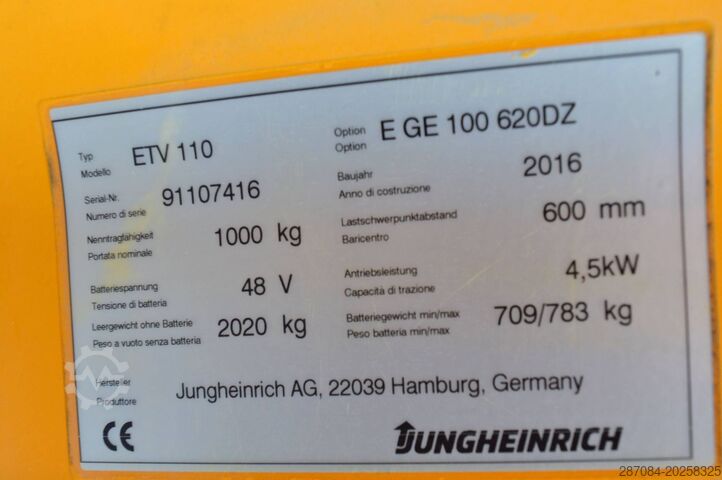 Typ ETV 110 Option E GE 100 620DZ
Modello Option
Serial-Nr. 91107416 Baujahr 2016
Numero di serie Anno di costruzione
Nenntragfähigkeit 1000 kg Lastschwerpunktabstand 600 mm
Portata nominale Baricentro
Batteriespannung 48 V Antriebsleistung 4,5kW
Tensione di batteria Capacità di trazione
Leergewicht ohne Batterie 2020 kg Batteriegewicht min/max 709/783 kg
Peso a vuoto senza batteria Peso batteria min/max
Hersteller Jungheinrich AG, 22039 Hamburg, Germany
Produttore
CE JUNGHEINRICH
287084-20258325